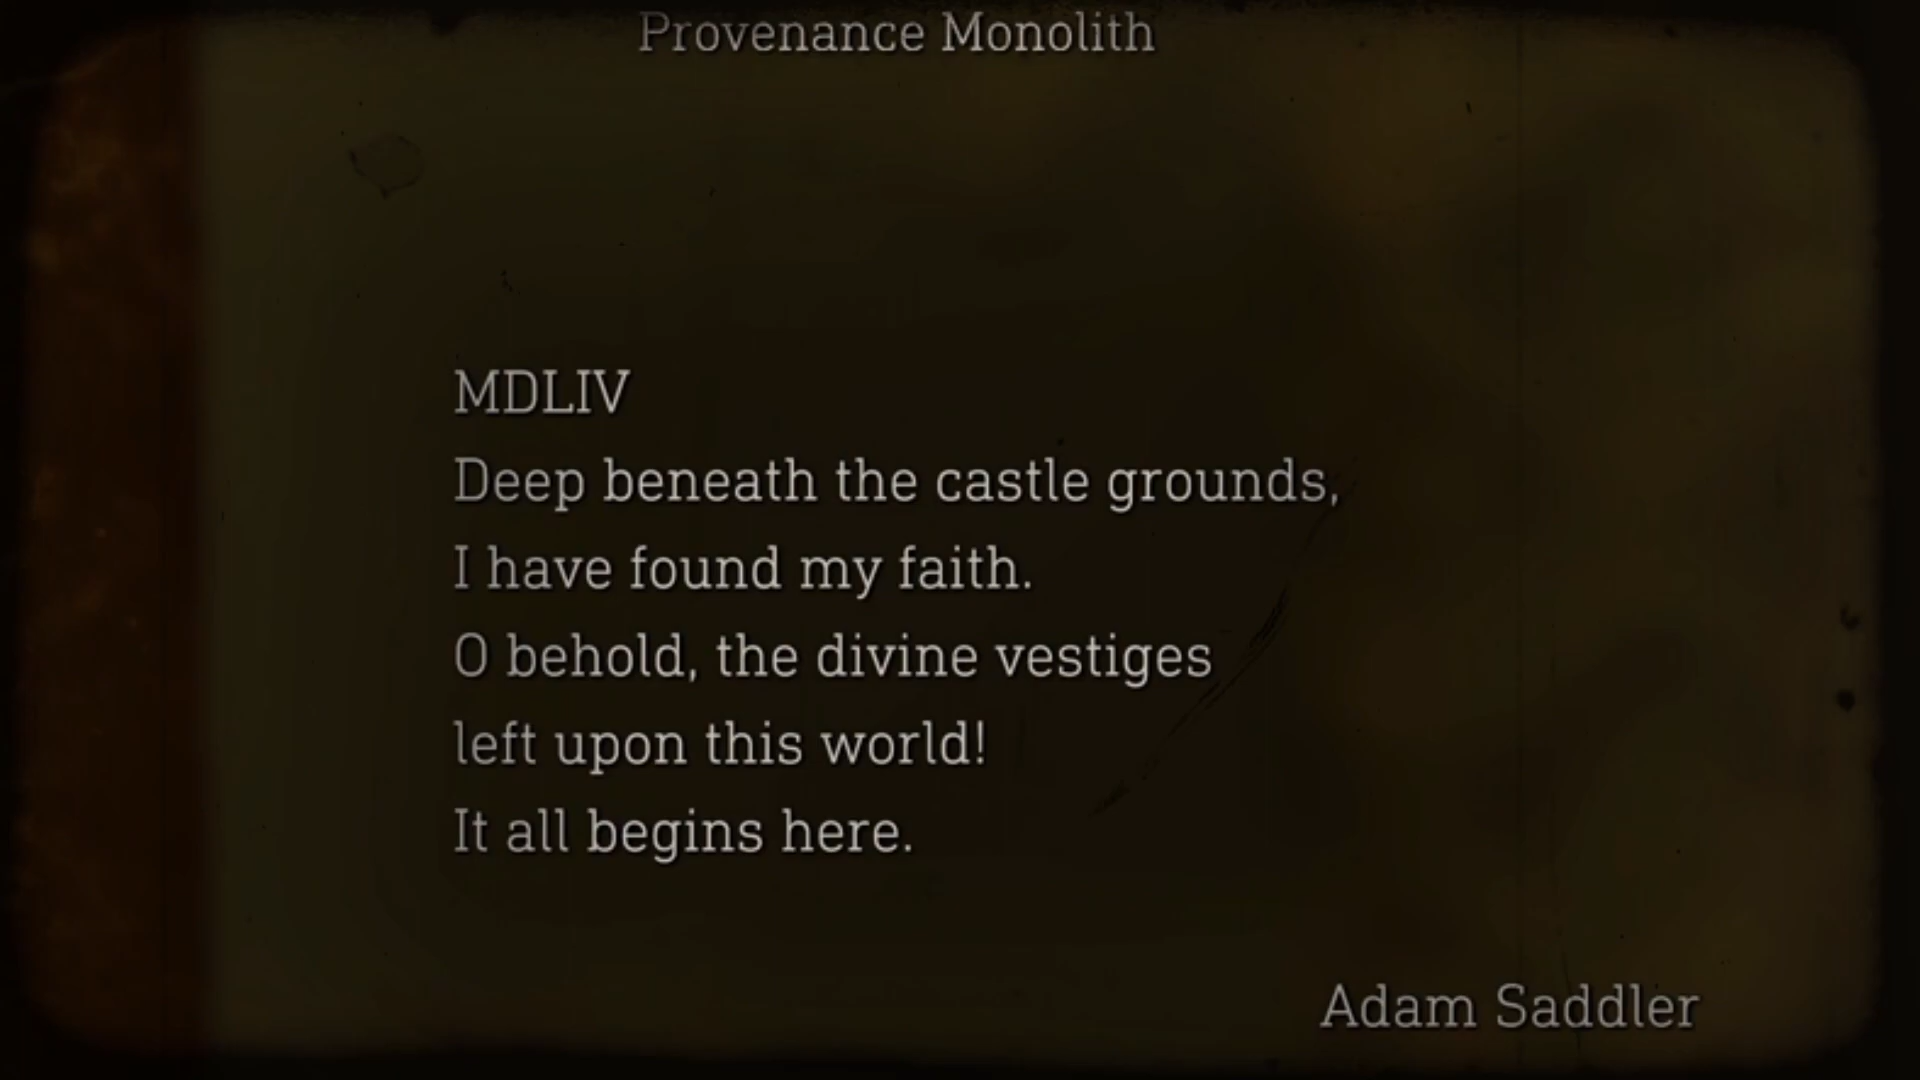 Provenance Monolith
MDLIV
Deep beneath the castle grounds,
I have found my faith.
O behold, the divine vestiges
left upon this world!
It all begins here.
Adam Saddler